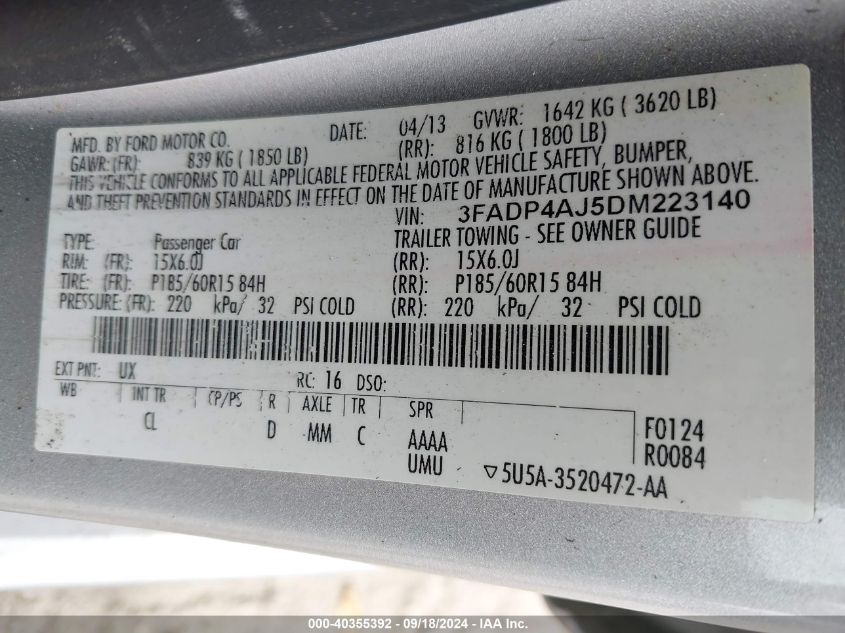 MFD. BY FORD MOTOR CO. DATE: 04/13 GVWR: 1642 KG ( 3620 LB)
GAWR:(FR): 839 KG ( 1850 LB) (RR): 816 KG ( 1800 LB)
THIS VEHICLE CONFORMS TO ALL APPLICABLE FEDERAL MOTOR VEHICLE SAFETY, BUMPER,
AND THEFT PREVENTION STANDARDS IN EFFECT ON THE DATE OF MANUFACTURE SHOWN ABOVE.
VIN: 3FADP4AJ5DM223140
TYPE: Passenger Car TRAILER TOWING - SEE OWNER GUIDE
RIM: (FR): 15X6.0J (RR): 15X6.0J
TIRE: (FR): P185/60R15 84H (RR): P185/60R15 84H
PRESSURE: (FR): 220 kPa/ 32 PSI COLD (RR): 220 kPa/ 32 PSI COLD
EXT PNT: UX RC: 16 DSO:
WB INT TR CP/PS R AXLE TR SPR
CL D MM C AAAA F0124
UMU R0084
▽5U5A-3520472-AA
000-40355392 - 09/18/2024 - IAA Inc.